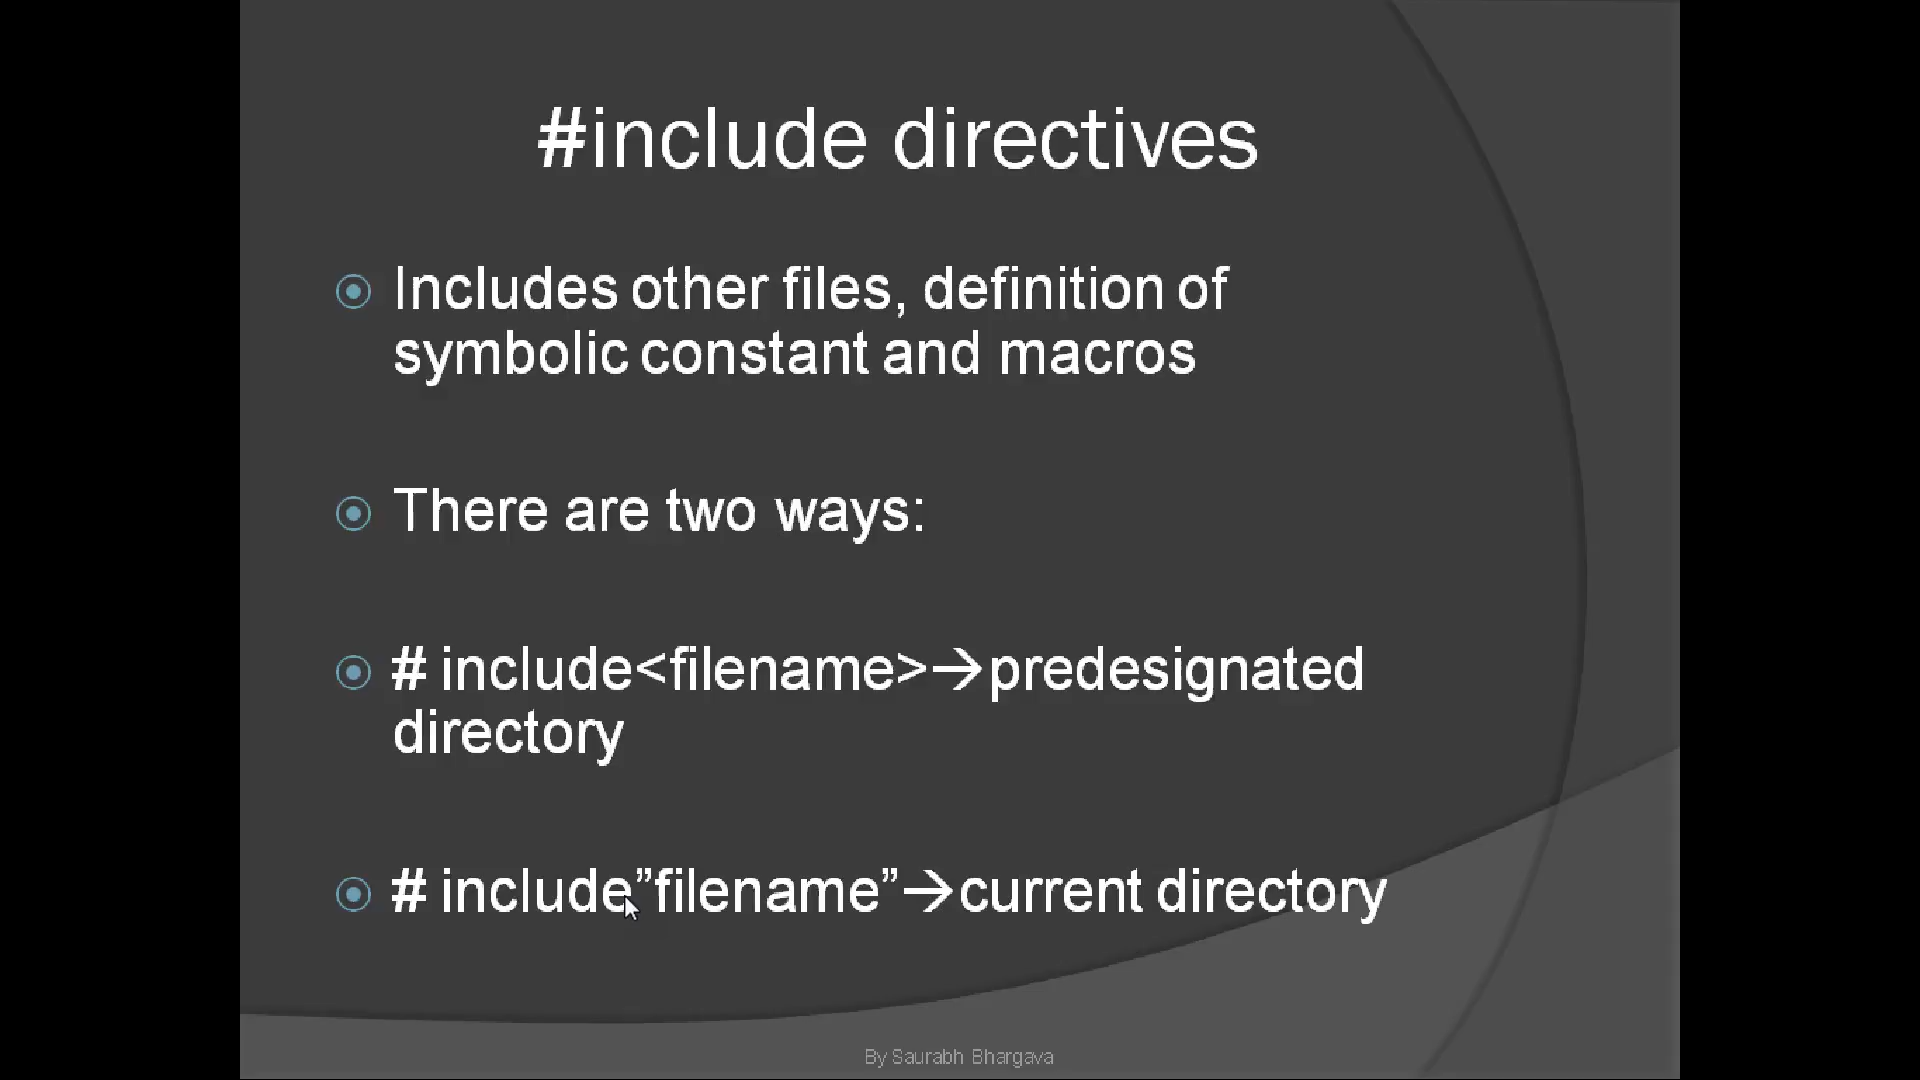 #include directives
Includes other files, definition of
symbolic constant and macros
There are two ways:
# include<filename>→predesignated
directory
# include”filename”→current directory
By Saurabh Bhargava